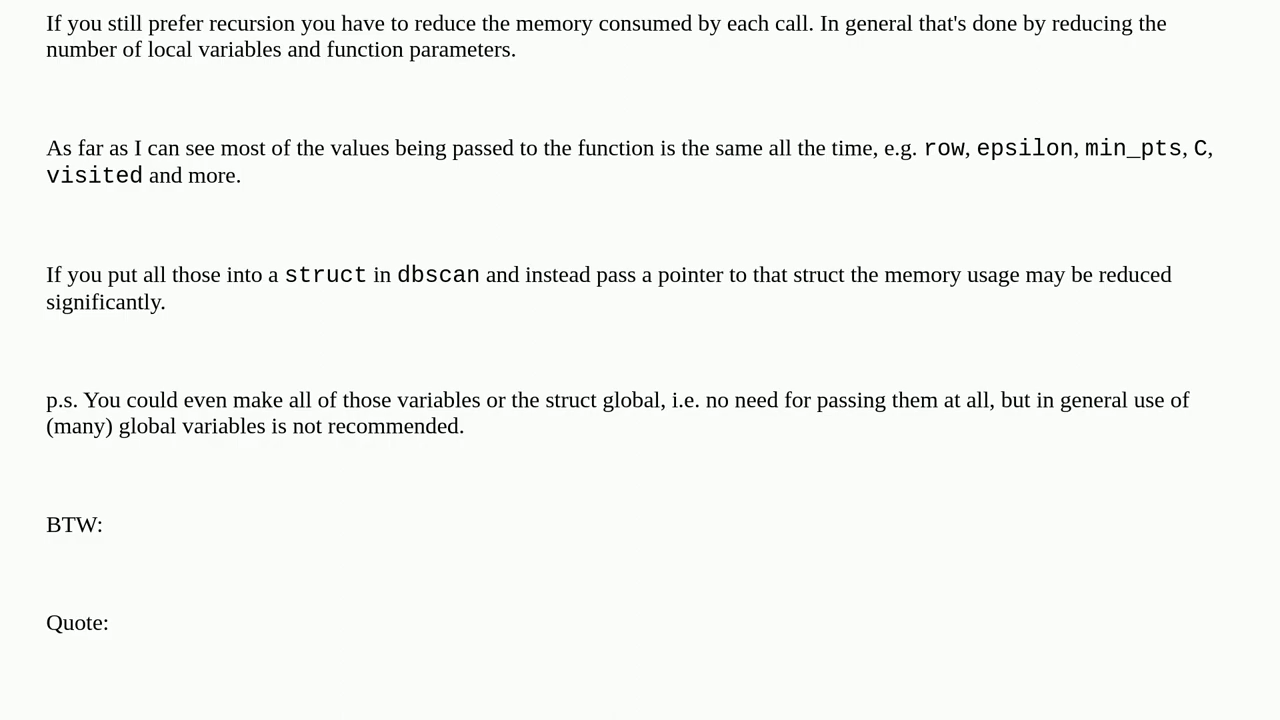 If you still prefer recursion you have to reduce the memory consumed by each call. In general that's done by reducing the
number of local variables and function parameters.
As far as I can see most of the values being passed to the function is the same all the time, e.g. row, epsilon, min_pts, C,
visited and more.
If you put all those into a struct in dbscan and instead pass a pointer to that struct the memory usage may be reduced
significantly.
p.s. You could even make all of those variables or the struct global, i.e. no need for passing them at all, but in general use of
(many) global variables is not recommended.
BTW:
Quote: